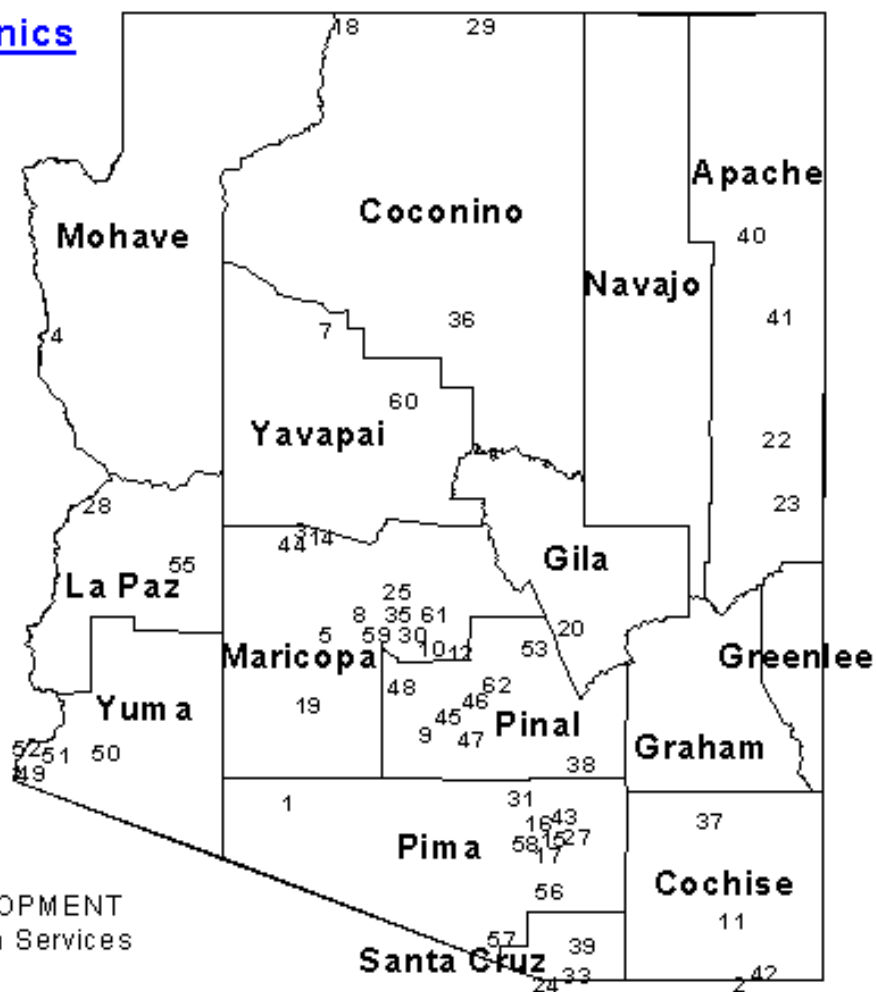 nics
18 29
Apache
Coconino
Mohave
40
Navajo
4 7 36 41
60
Yavapai
22
28 23
44 14
Gila
55
La Paz
25
8 35 61
5 59 30 20
10 12 53
Maricopa Greenlee
48 62
19 46
Yuma 45 Pinal
9 47
52 51 50 Graham
49 38
1 31
16 43 37
58 15 27
Pima 17
Cochise
56
OPMENT
11
n Services
57 39
Santa Cruz
33 42
24 2